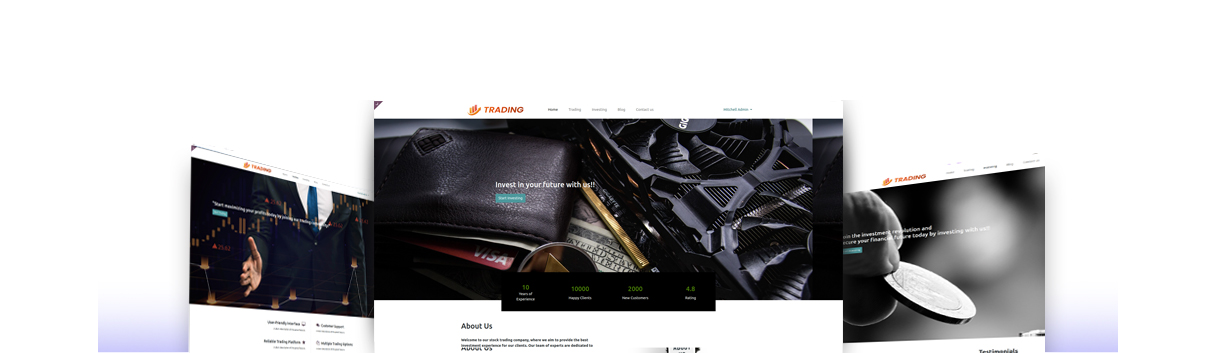 TRADING
Home Trading Investing Blog Contact us
Mitchell Admin
Invest in your future with us!!
Start Investing
VISA
10
Years of
Experience
10000
Happy Clients
2000
New Customers
4.8
Rating
About Us
Welcome to our stock trading company, where we aim to provide the best
investment experience for our clients. Our team of experts are dedicated to
About Us
TRADING
"Start maximizing your profits today by joining our trading
User-Friendly Interface
Customer Support
Reliable Trading Platform
Multiple Trading Options
TRADING
Investing
Blog
Contact us
Join the investment revolution and
secure your financial future today by investing with us!!
Testimonials